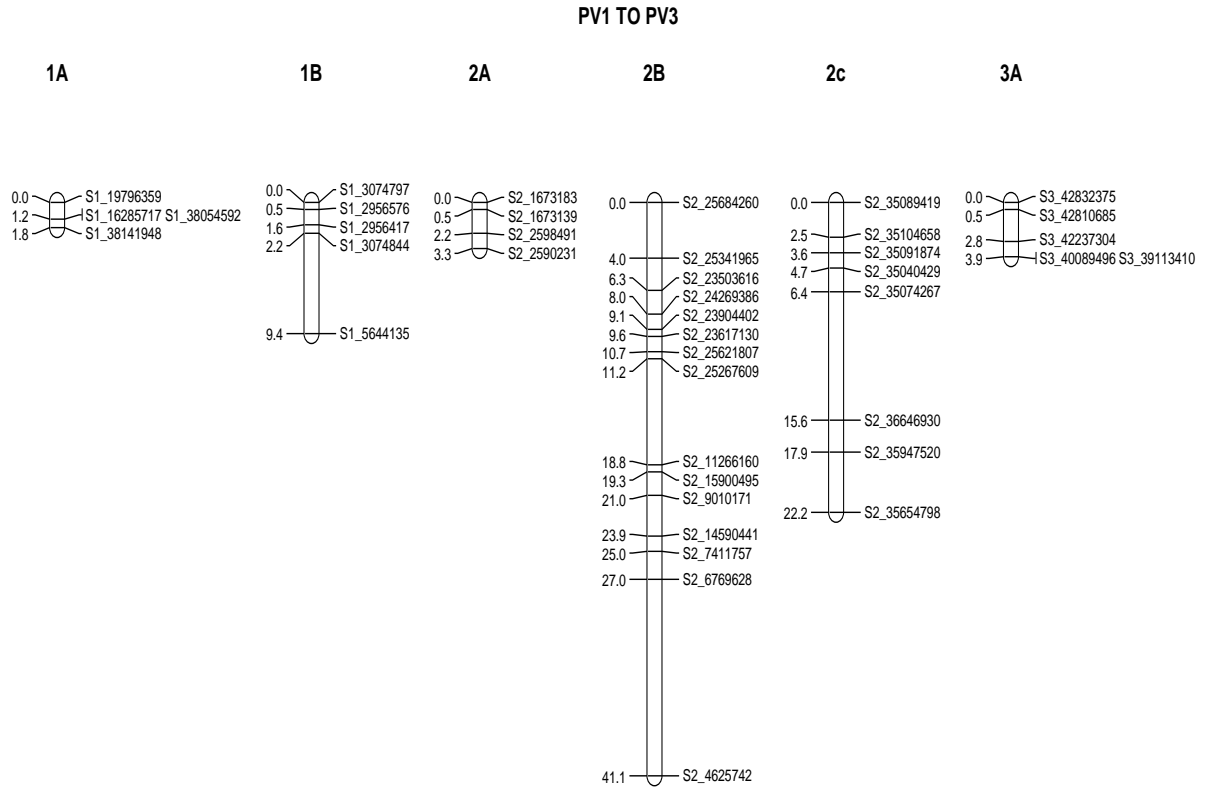 PV1 TO PV3
1A
0.0 S1_19796359
1.2 S1_16285717 S1_38054592
1.8 S1_38141948
1B
0.0 S1_3074797
0.5 S1_2956576
1.6 S1_2956417
2.2 S1_3074844
9.4 S1_5644135
2A
0.0 S2_1673183
0.5 S2_1673139
2.2 S2_2598491
3.3 S2_2590231
2B
0.0 S2_25684260
4.0 S2_25341965
6.3 S2_23503616
8.0 S2_24269386
9.1 S2_23904402
9.6 S2_23617130
10.7 S2_25621807
11.2 S2_25267609
18.8 S2_11266160
19.3 S2_15900495
21.0 S2_9010171
23.9 S2_14590441
25.0 S2_7411757
27.0 S2_6769628
41.1 S2_4625742
2c
0.0 S2_35089419
2.5 S2_35104658
3.6 S2_35091874
4.7 S2_35040429
6.4 S2_35074267
15.6 S2_36646930
17.9 S2_35947520
22.2 S2_35654798
3A
0.0 S3_42832375
0.5 S3_42810685
2.8 S3_42237304
3.9 S3_40089496 S3_39113410